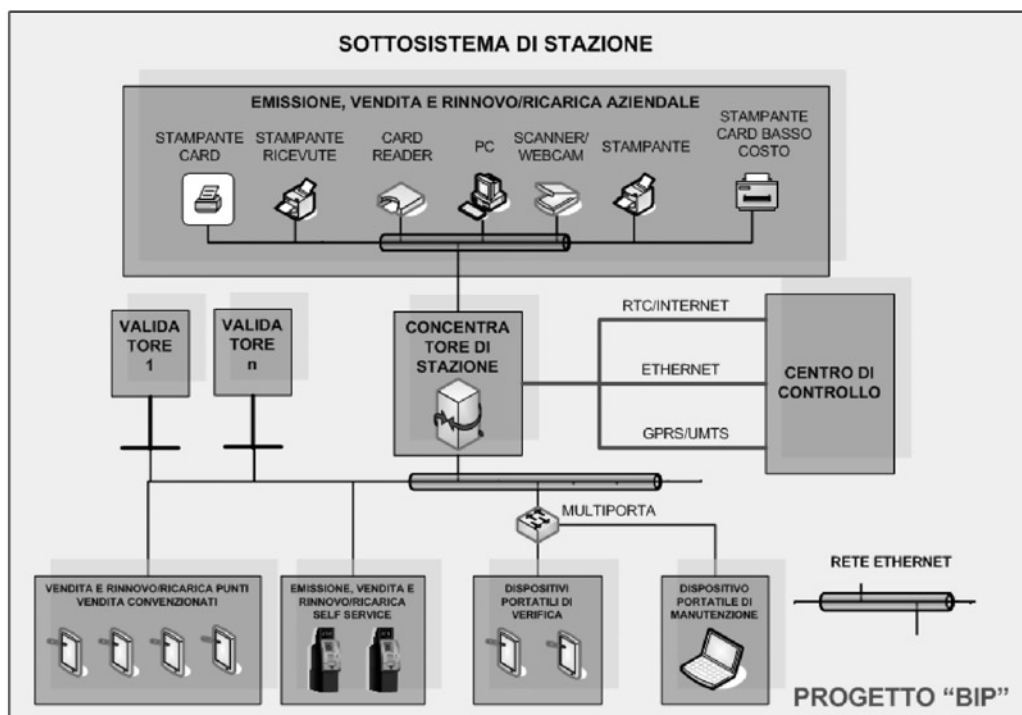 SOTTOSISTEMA DI STAZIONE
EMISSIONE, VENDITA E RINNOVO/RICARICA AZIENDALE
STAMPANTE
CARD
STAMPANTE
RICEVUTE
CARD
READER
PC
SCANNER/
WEBCAM
STAMPANTE
STAMPANTE
CARD BASSO
COSTO
VALIDA
TORE
1
VALIDA
TORE
n
CONCENTRA
TORE DI
STAZIONE
RTC/INTERNET
ETHERNET
GPRS/UMTS
CENTRO DI
CONTROLLO
MULTIPORTA
VENDITA E RINNOVO/RICARICA PUNTI
VENDITA CONVENZIONATI
EMISSIONE, VENDITA E
RINNOVO/RICARICA
SELF SERVICE
DISPOSITIVI
PORTATILI DI
VERIFICA
DISPOSITIVO
PORTATILE DI
MANUTENZIONE
RETE ETHERNET
PROGETTO “BIP”